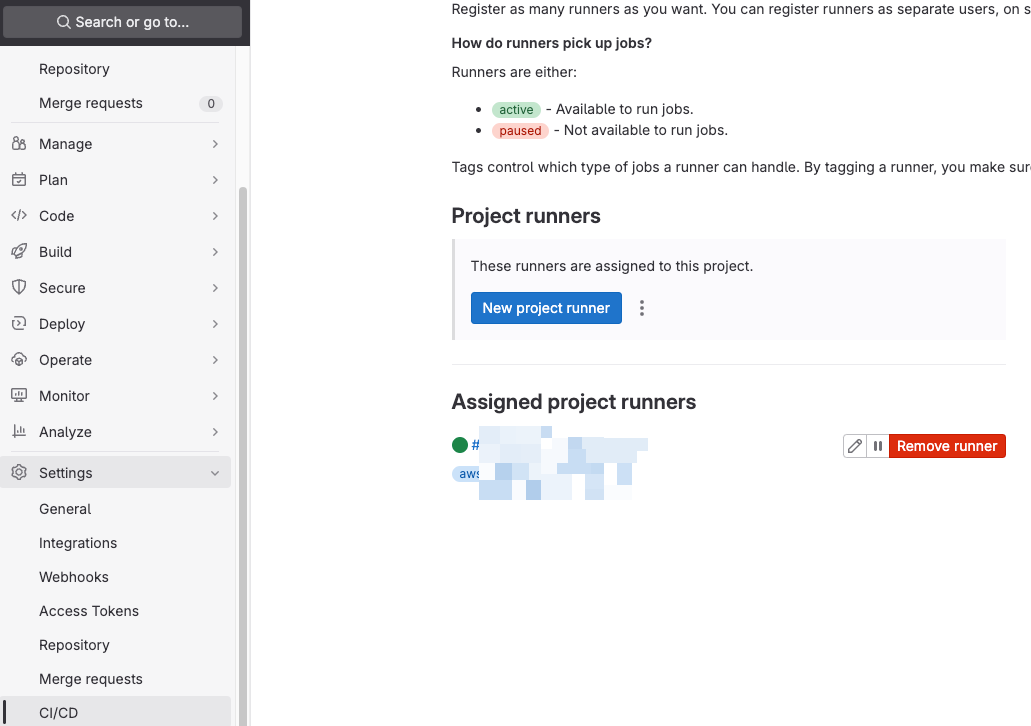 Search or go to...
Repository
Merge requests 0
Manage
Plan
Code
Build
Secure
Deploy
Operate
Monitor
Analyze
Settings
General
Integrations
Webhooks
Access Tokens
Repository
Merge requests
CI/CD
Register as many runners as you want. You can register runners as separate users, on s
How do runners pick up jobs?
Runners are either:
• active - Available to run jobs.
• paused - Not available to run jobs.
Tags control which type of jobs a runner can handle. By tagging a runner, you make sur
Project runners
These runners are assigned to this project.
New project runner
Assigned project runners
#
Remove runner
aws